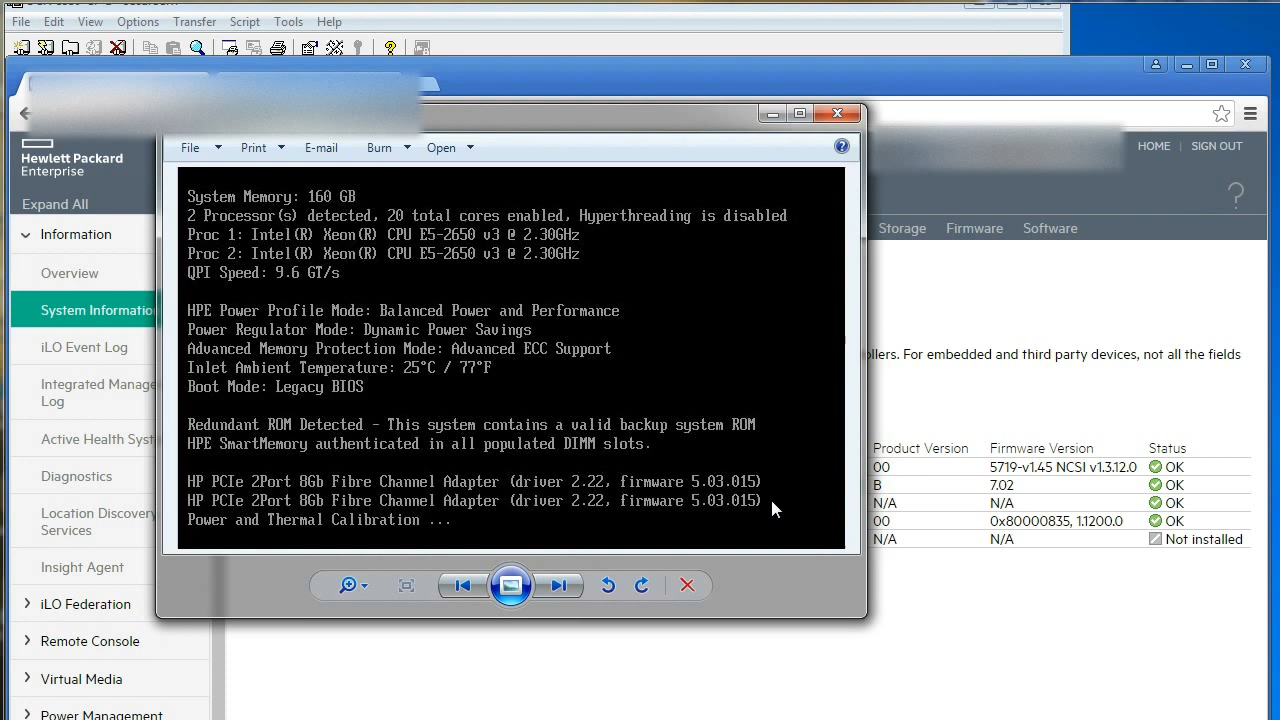 File Edit View Options Transfer Script Tools Help
Hewlett Packard
Enterprise
HOME | SIGN OUT
Expand All
Information
Overview
System Informatio
iLO Event Log
Integrated Manage
Log
Active Health Syst
Diagnostics
Location Discovery
Services
Insight Agent
iLO Federation
Remote Console
Virtual Media
Power Management
File Print E-mail Burn Open
System Memory: 160 GB
2 Processor(s) detected, 20 total cores enabled, Hyperthreading is disabled
Proc 1: Intel(R) Xeon(R) CPU E5-2650 v3 @ 2.30GHz
Proc 2: Intel(R) Xeon(R) CPU E5-2650 v3 @ 2.30GHz
QPI Speed: 9.6 GT/s
HPE Power Profile Mode: Balanced Power and Performance
Power Regulator Mode: Dynamic Power Savings
Advanced Memory Protection Mode: Advanced ECC Support
Inlet Ambient Temperature: 25°C / 77°F
Boot Mode: Legacy BIOS
Redundant ROM Detected - This system contains a valid backup system ROM
HPE SmartMemory authenticated in all populated DIMM slots.
HP PCIe 2Port 8Gb Fibre Channel Adapter (driver 2.22, firmware 5.03.015)
HP PCIe 2Port 8Gb Fibre Channel Adapter (driver 2.22, firmware 5.03.015)
Power and Thermal Calibration ...
Storage Firmware Software
ollers. For embedded and third party devices, not all the fields
Product Version Firmware Version Status
00 5719-v1.45 NCSI v1.3.12.0 OK
B 7.02 OK
N/A N/A OK
00 0x80000835, 1.1200.0 OK
N/A N/A Not installed